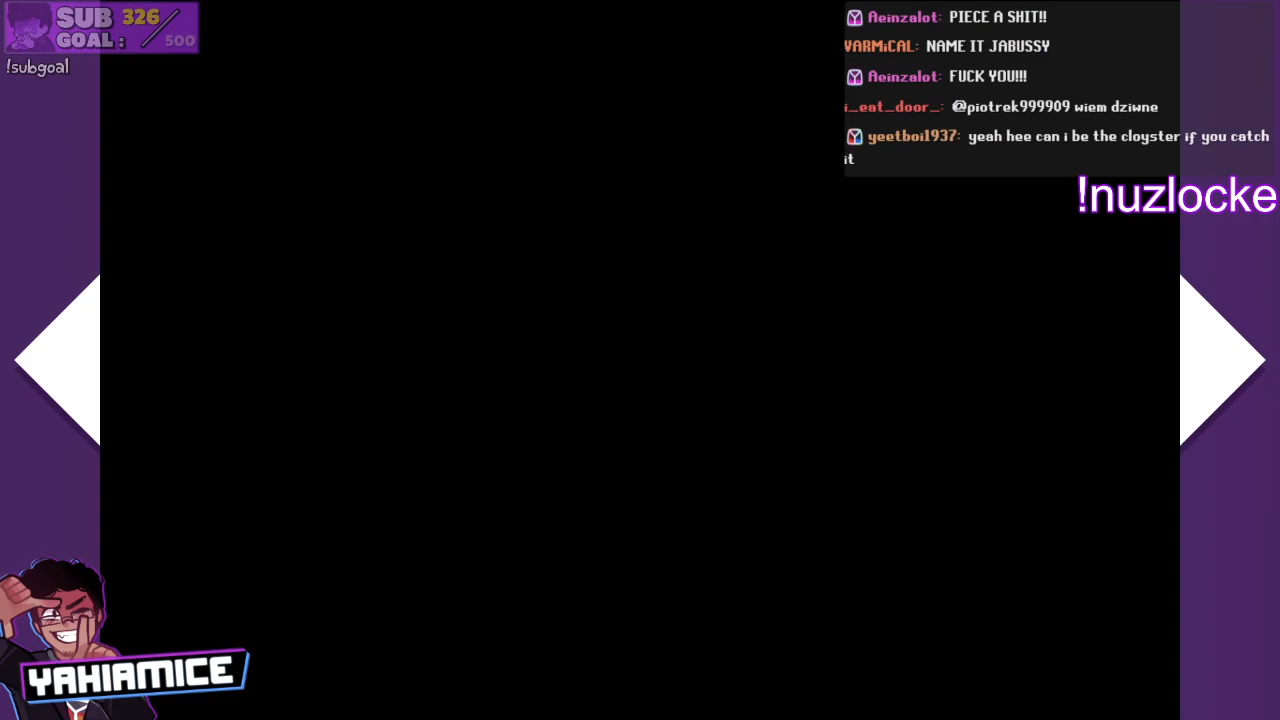 SUB 326
GOAL : / 500
!subgoal
Aeinzalot: PIECE A SHIT!!
VARMiCAL: NAME IT JABUSSY
Aeinzalot: FUCK YOU!!!
i_eat_door_: @piotrek999909 wiem dziwne
yeetboi1937: yeah hee can i be the cloyster if you catch
it
!nuzlocke
YAHIAMICE